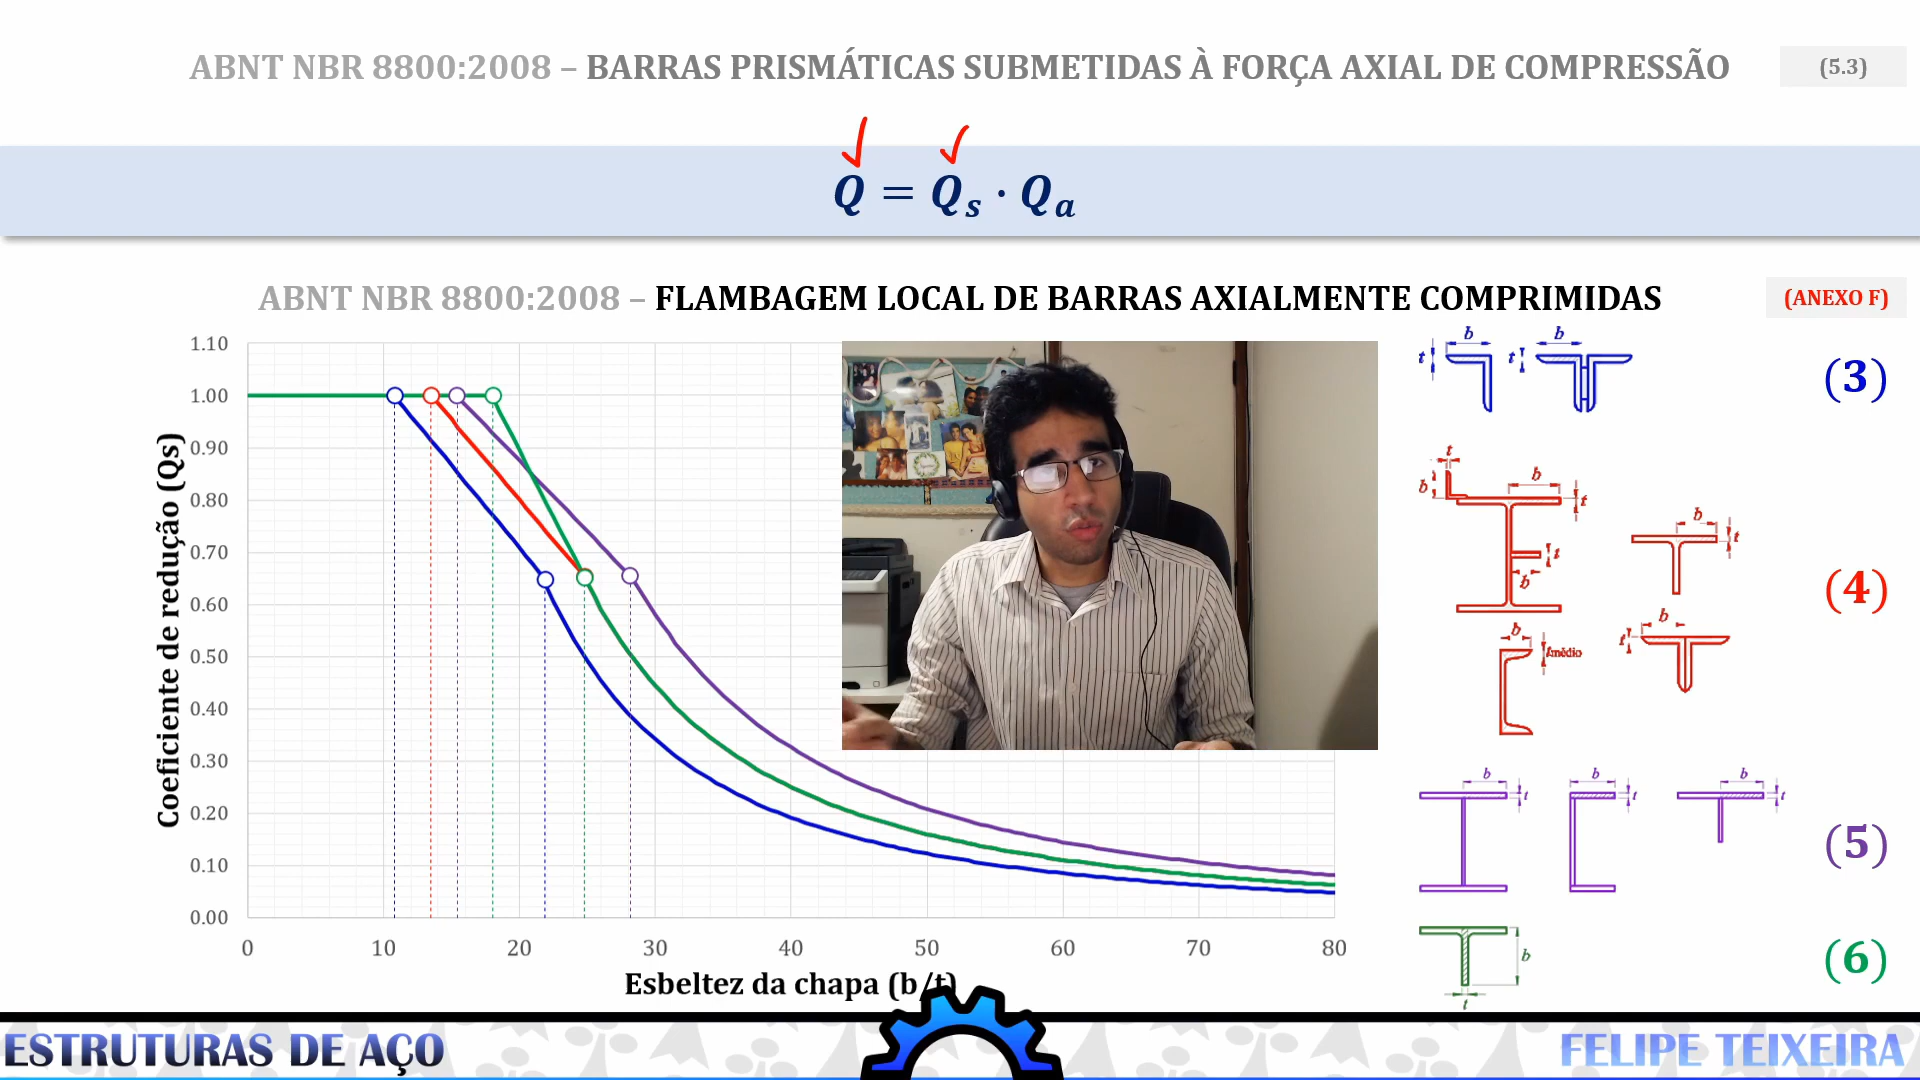 ABNT NBR 8800:2008 – BARRAS PRISMÁTICAS SUBMETIDAS À FORÇA AXIAL DE COMPRESSÃO (5.3)
Q = Qs · Qa
ABNT NBR 8800:2008 – FLAMBAGEM LOCAL DE BARRAS AXIALMENTE COMPRIMIDAS (ANEXO F)
Coeficiente de redução (Qs)
1.10
1.00
0.90
0.80
0.70
0.60
0.50
0.40
0.30
0.20
0.10
0.00
0 10 20 30 40 50 60 70 80
Esbeltez da chapa (b/t)
b b
t t
(3)
t
b b t
t
b
b t
(4)
b
tmédio
b
t
b t b t b t
(5)
b
t
(6)
ESTRUTURAS DE AÇO
FELIPE TEIXEIRA